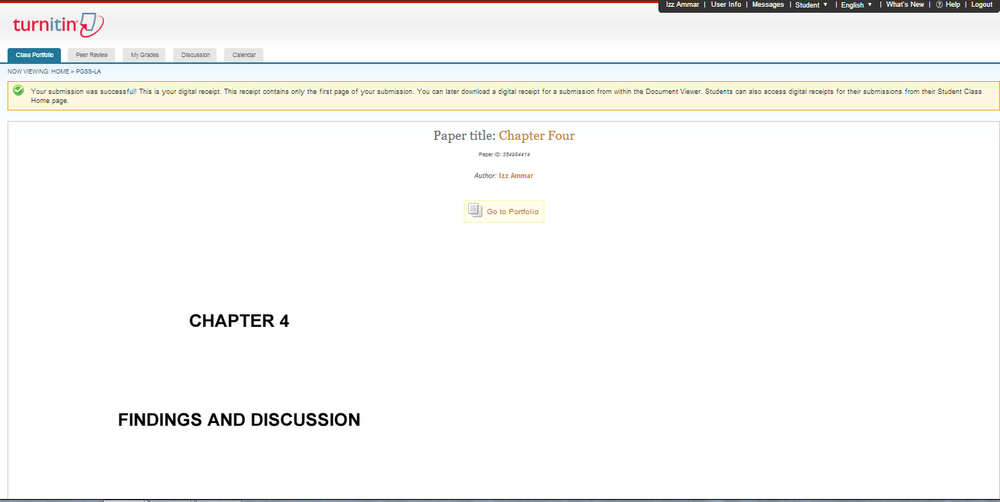 Izz Ammar | User Info | Messages | Student ▼ | English ▼ | What's New | ? Help | Logout
turnitin
Class Portfolio Peer Review My Grades Discussion Calendar
NOW VIEWING: HOME > PGSS-LA
Your submission was successful! This is your digital receipt. This receipt contains only the first page of your submission. You can later download a digital receipt for a submission from within the Document Viewer. Students can also access digital receipts for their submissions from their Student Class
Home page.
Paper title: Chapter Four
Paper ID: 354954414
Author: Izz Ammar
Go to Portfolio
CHAPTER 4
FINDINGS AND DISCUSSION